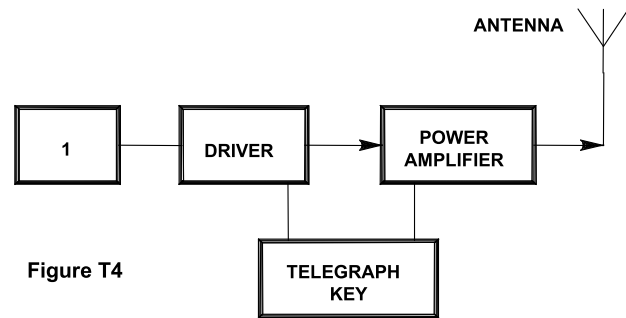 ANTENNA
1
DRIVER
POWER
AMPLIFIER
TELEGRAPH
KEY
Figure T4